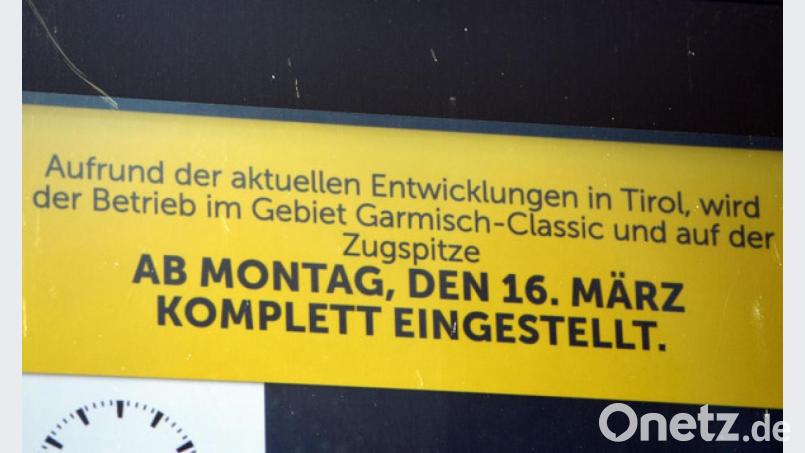 Aufrund der aktuellen Entwicklungen in Tirol, wird
der Betrieb im Gebiet Garmisch-Classic und auf der
Zugspitze
AB MONTAG, DEN 16. MÄRZ
KOMPLETT EINGESTELLT.
Onetz.de